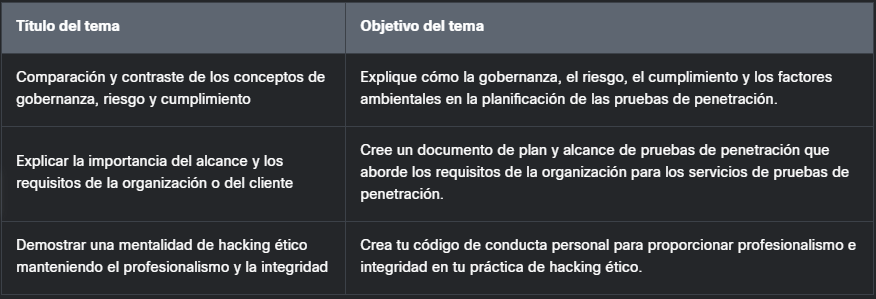 Título del tema
Objetivo del tema
Comparación y contraste de los conceptos de
gobernanza, riesgo y cumplimiento
Explique cómo la gobernanza, el riesgo, el cumplimiento y los factores
ambientales en la planificación de las pruebas de penetración.
Explicar la importancia del alcance y los
requisitos de la organización o del cliente
Cree un documento de plan y alcance de pruebas de penetración que
aborde los requisitos de la organización para los servicios de pruebas de
penetración.
Demostrar una mentalidad de hacking ético
manteniendo el profesionalismo y la integridad
Crea tu código de conducta personal para proporcionar profesionalismo e
integridad en tu práctica de hacking ético.